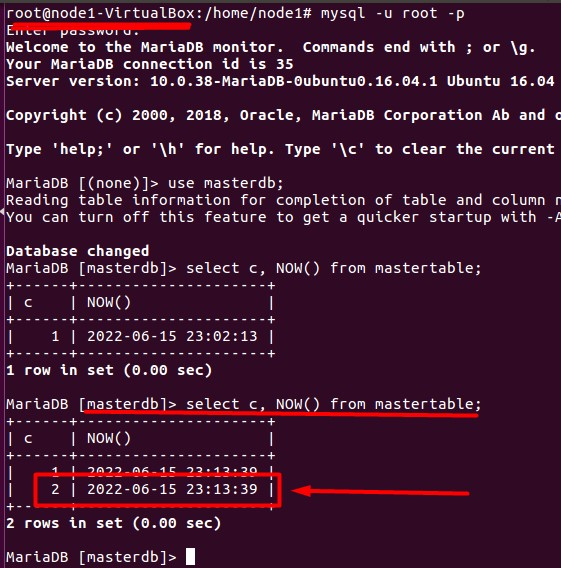 root@node1-VirtualBox:/home/node1# mysql -u root -p
Enter password:
Welcome to the MariaDB monitor.  Commands end with ; or \g.
Your MariaDB connection id is 35
Server version: 10.0.38-MariaDB-0ubuntu0.16.04.1 Ubuntu 16.04
Copyright (c) 2000, 2018, Oracle, MariaDB Corporation Ab and o
Type 'help;' or '\h' for help. Type '\c' to clear the current
MariaDB [(none)]> use masterdb;
Reading table information for completion of table and column n
You can turn off this feature to get a quicker startup with -A
Database changed
MariaDB [masterdb]> select c, NOW() from mastertable;
+------+---------------------+
| c    | NOW()               |
+------+---------------------+
|    1 | 2022-06-15 23:02:13 |
+------+---------------------+
1 row in set (0.00 sec)
MariaDB [masterdb]> select c, NOW() from mastertable;
+------+---------------------+
| c    | NOW()               |
+------+---------------------+
|    1 | 2022-06-15 23:13:39 |
|    2 | 2022-06-15 23:13:39 |
+------+---------------------+
2 rows in set (0.00 sec)
MariaDB [masterdb]>